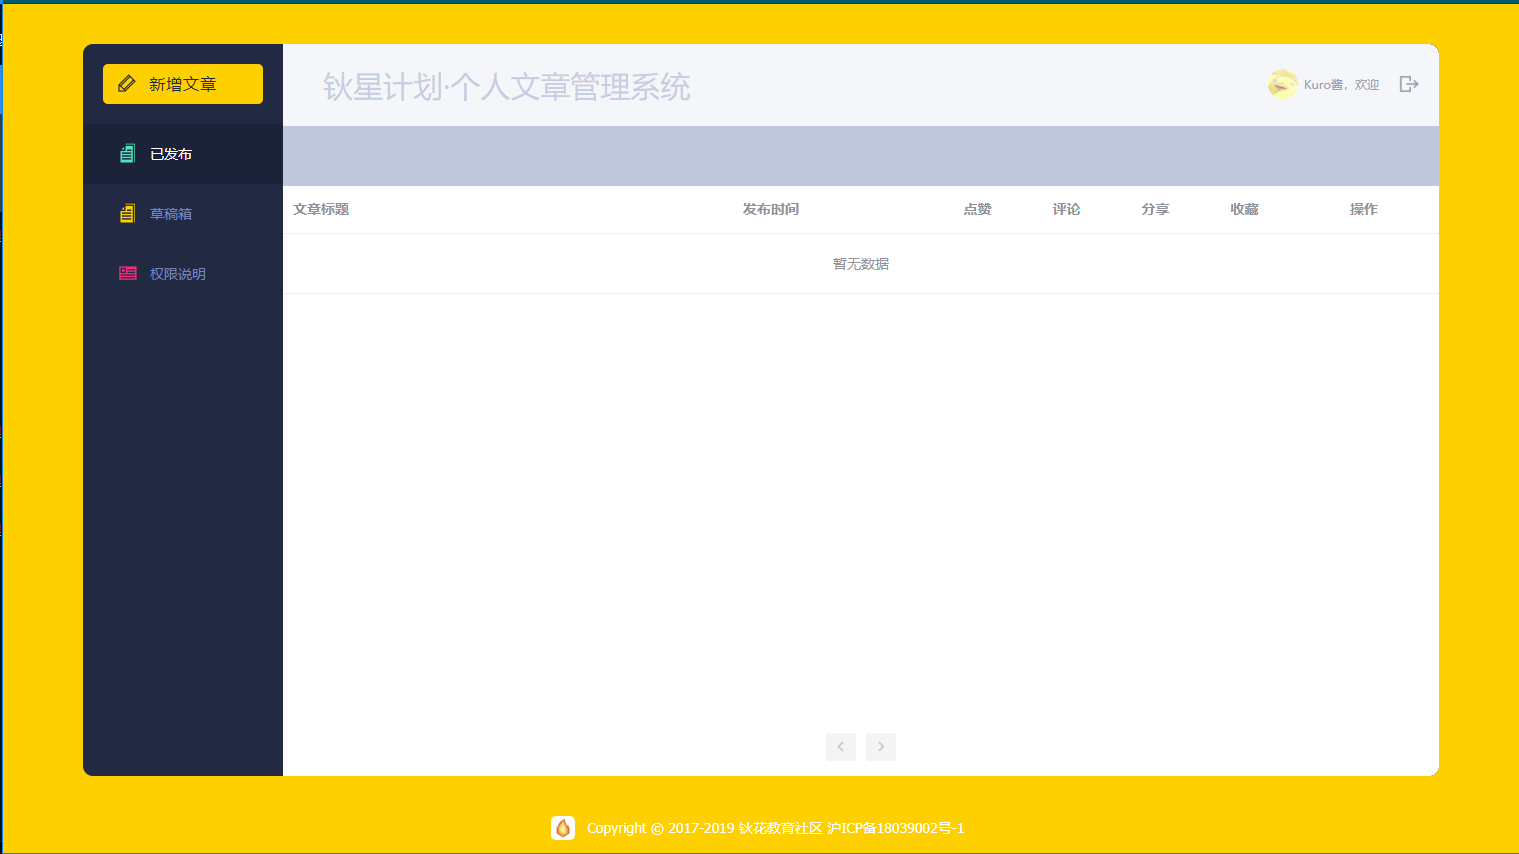 新增文章
钬星计划·个人文章管理系统
Kuro酱，欢迎
已发布
草稿箱
权限说明
文章标题 发布时间 点赞 评论 分享 收藏 操作
暂无数据
Copyright © 2017-2019 钬花教育社区 沪ICP备18039002号-1